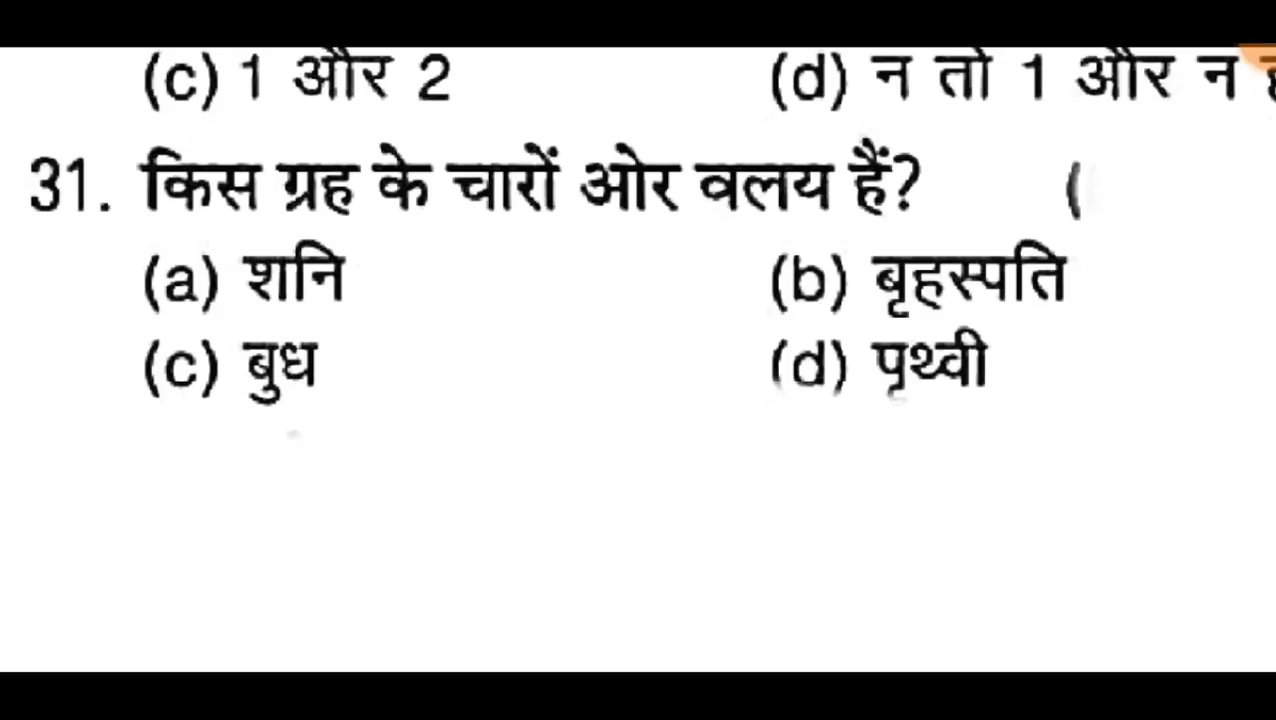 (c) 1 और 2 (d) न तो 1 और न
31. किस ग्रह के चारों ओर वलय हैं? (
(a) शनि (b) बृहस्पति
(c) बुध (d) पृथ्वी